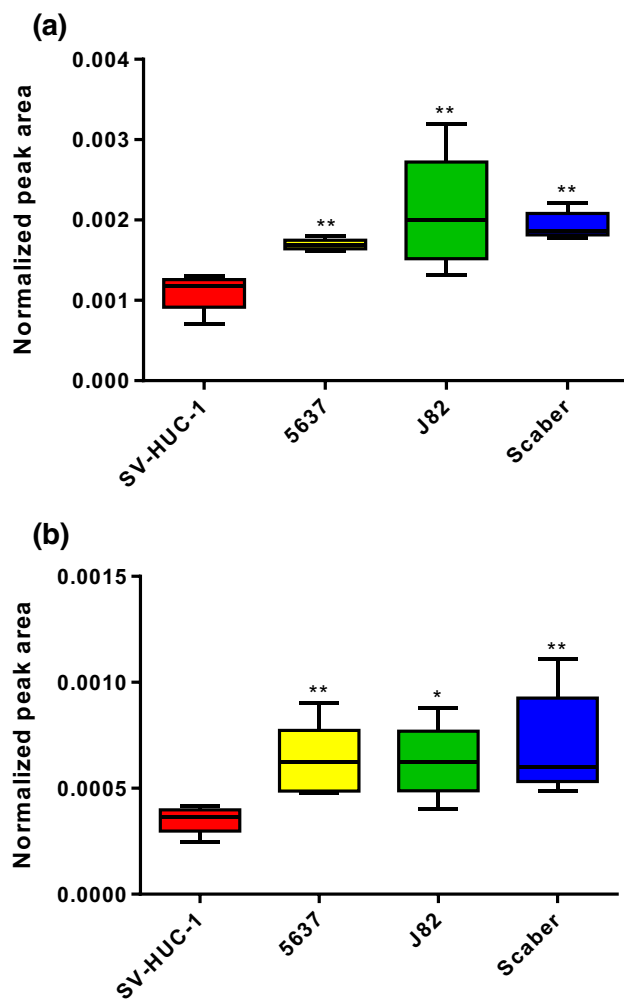 (a)
Normalized peak area
0.004
0.003
0.002
0.001
0.000
**
**
**
SV-HUC-1
5637
J82
Scaber
(b)
Normalized peak area
0.0015
0.0010
0.0005
0.0000
**
*
**
SV-HUC-1
5637
J82
Scaber